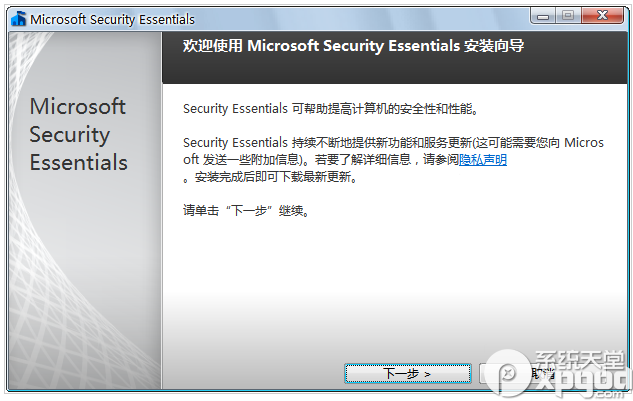 Microsoft Security Essentials
欢迎使用 Microsoft Security Essentials 安装向导
Microsoft
Security
Essentials
Security Essentials 可帮助提高计算机的安全性和性能。
Security Essentials 持续不断地提供新功能和服务更新(这可能需要您向 Micros
oft 发送一些附加信息)。若要了解详细信息，请参阅隐私声明
。安装完成后即可下载最新更新。
请单击“下一步”继续。
下一步 >
取消
系统天堂